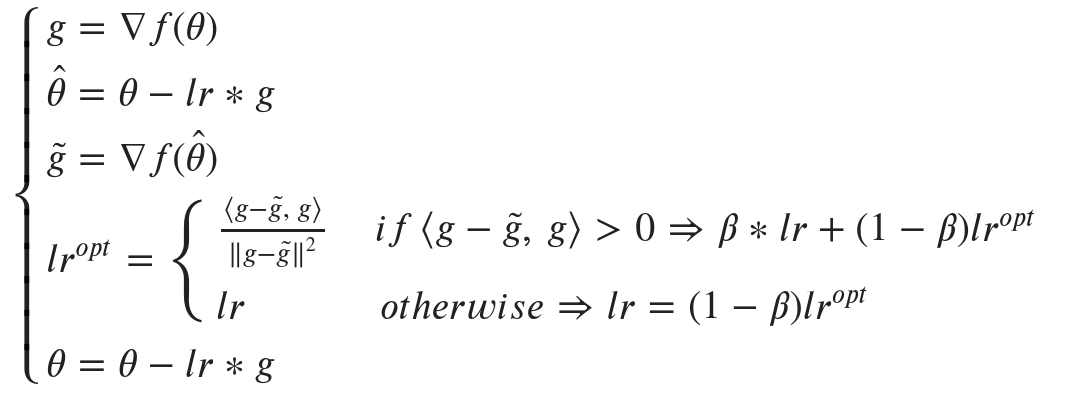 g = ∇f(θ)
θ̂ = θ − lr ∗ g
g̃ = ∇f(θ̂)
lr^{opt} = { ⟨g−g̃, g⟩ / ‖g−g̃‖² if ⟨g − g̃, g⟩ > 0 ⇒ β ∗ lr + (1 − β)lr^{opt}
lr otherwise ⇒ lr = (1 − β)lr^{opt}
θ = θ − lr ∗ g